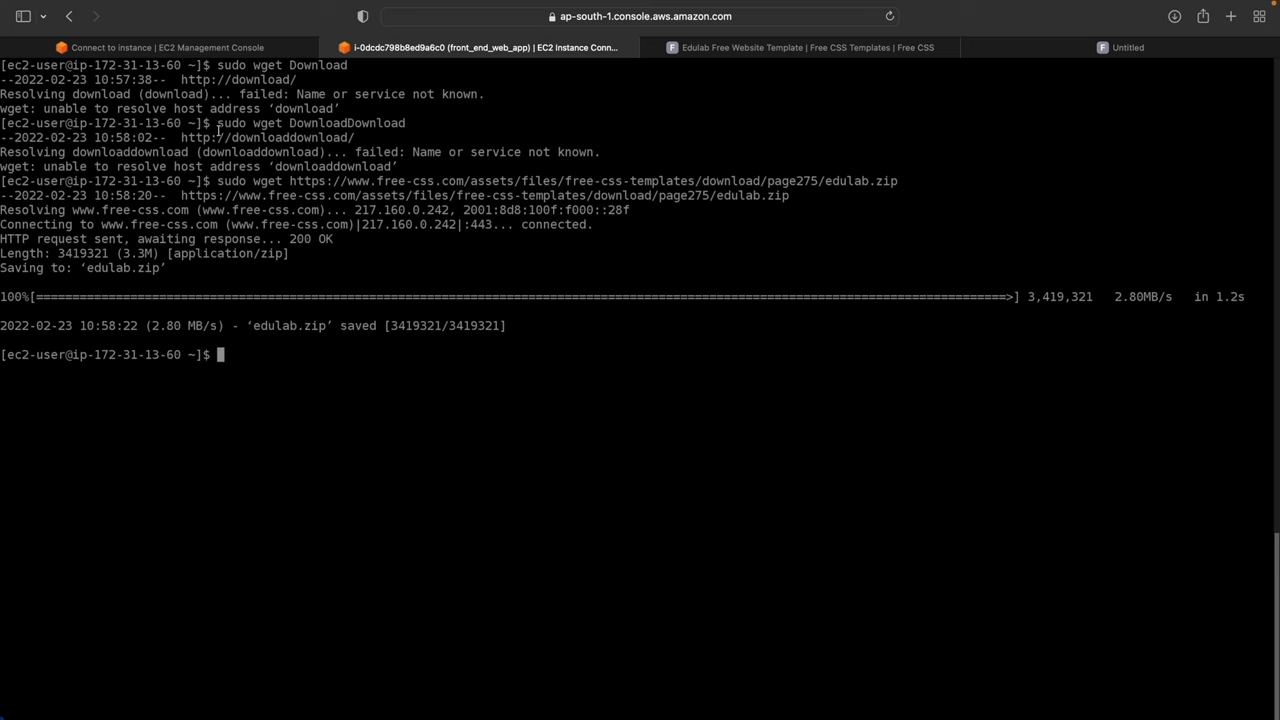 ap-south-1.console.aws.amazon.com
Connect to instance | EC2 Management Console
i-0dcdc798b8ed9a6c0 (front_end_web_app) | EC2 Instance Conn...
F Edulab Free Website Template | Free CSS Templates | Free CSS
F Untitled
[ec2-user@ip-172-31-13-60 ~]$ sudo wget Download
--2022-02-23 10:57:38--  http://download/
Resolving download (download)... failed: Name or service not known.
wget: unable to resolve host address ‘download’
[ec2-user@ip-172-31-13-60 ~]$ sudo wget DownloadDownload
--2022-02-23 10:58:02--  http://downloaddownload/
Resolving downloaddownload (downloaddownload)... failed: Name or service not known.
wget: unable to resolve host address ‘downloaddownload’
[ec2-user@ip-172-31-13-60 ~]$ sudo wget https://www.free-css.com/assets/files/free-css-templates/download/page275/edulab.zip
--2022-02-23 10:58:20--  https://www.free-css.com/assets/files/free-css-templates/download/page275/edulab.zip
Resolving www.free-css.com (www.free-css.com)... 217.160.0.242, 2001:8d8:100f:f000::28f
Connecting to www.free-css.com (www.free-css.com)|217.160.0.242|:443... connected.
HTTP request sent, awaiting response... 200 OK
Length: 3419321 (3.3M) [application/zip]
Saving to: ‘edulab.zip’
100%[======================================================================================================================>] 3,419,321   2.80MB/s   in 1.2s
2022-02-23 10:58:22 (2.80 MB/s) - ‘edulab.zip’ saved [3419321/3419321]
[ec2-user@ip-172-31-13-60 ~]$